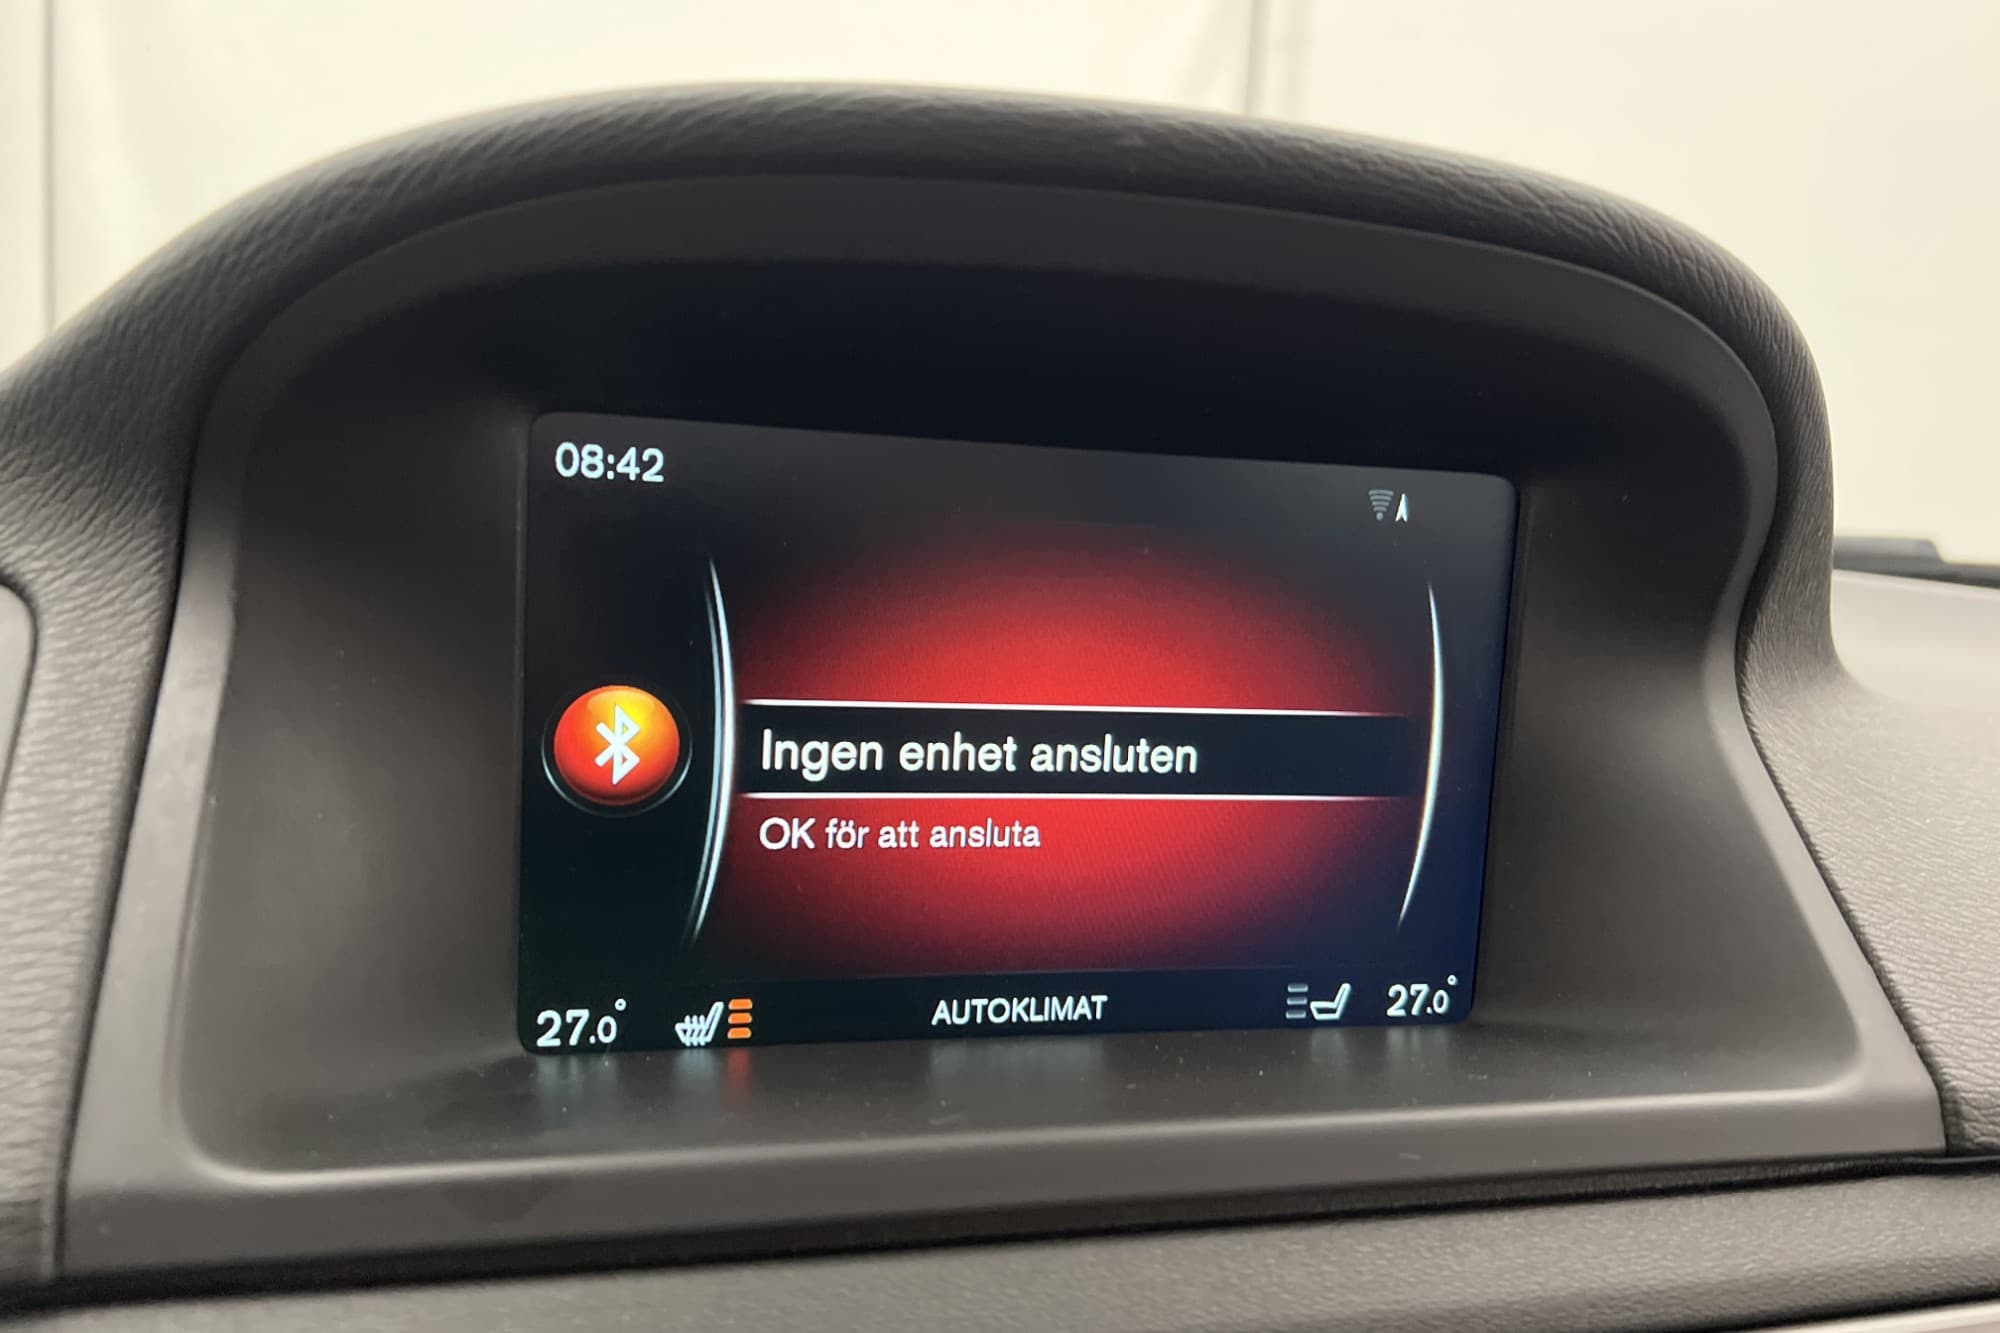 08:42
Ingen enhet ansluten
OK för att ansluta
27.0° AUTOKLIMAT 27.0°